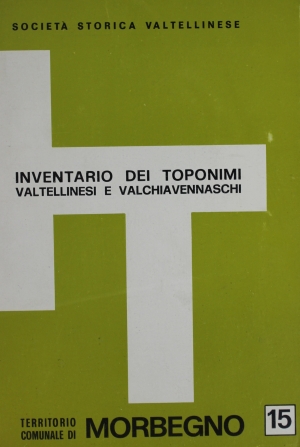 SOCIETÀ STORICA VALTELLINESE
INVENTARIO DEI TOPONIMI
VALTELLINESI E VALCHIAVENNASCHI
TERRITORIO
COMUNALE DI
MORBEGNO
15